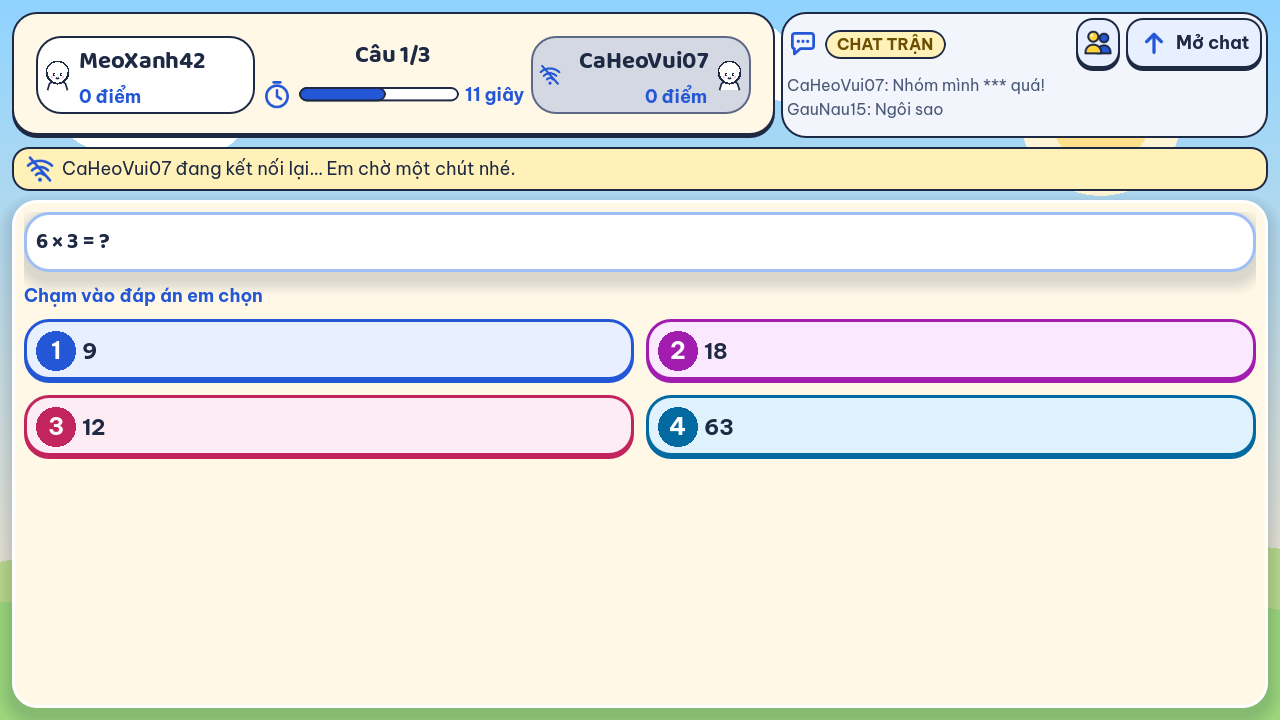 MeoXanh42
0 điểm
Câu 1/3
11 giây
CaHeoVui07
0 điểm
CHAT TRẬN
Mở chat
CaHeoVui07: Nhóm mình *** quá!
GauNau15: Ngôi sao
CaHeoVui07 đang kết nối lại... Em chờ một chút nhé.
6 × 3 = ?
Chạm vào đáp án em chọn
1 9
2 18
3 12
4 63